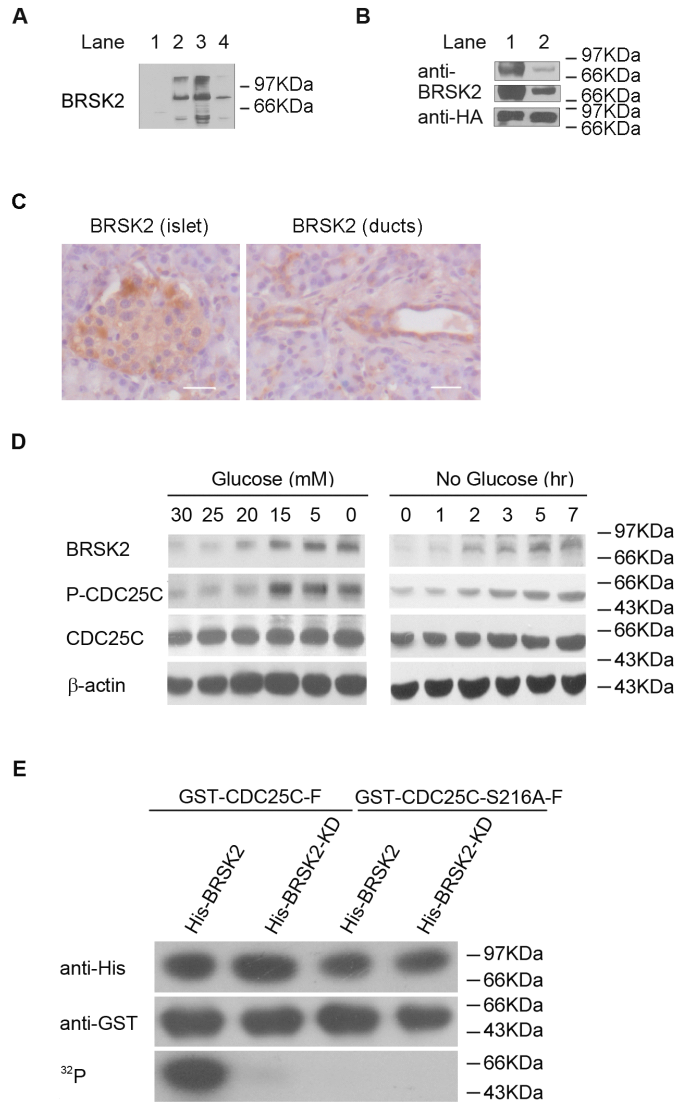 A
Lane 1 2 3 4
BRSK2
97KDa
66KDa
B
Lane 1 2
anti-
BRSK2
anti-HA
97KDa
66KDa
66KDa
97KDa
66KDa
C
BRSK2 (islet)
BRSK2 (ducts)
D
Glucose (mM)
No Glucose (hr)
30 25 20 15 5 0
0 1 2 3 5 7
BRSK2
97KDa
66KDa
P-CDC25C
66KDa
43KDa
CDC25C
66KDa
43KDa
β-actin
43KDa
E
GST-CDC25C-F
GST-CDC25C-S216A-F
His-BRSK2
His-BRSK2-KD
His-BRSK2
His-BRSK2-KD
anti-His
97KDa
66KDa
anti-GST
66KDa
43KDa
32P
66KDa
43KDa